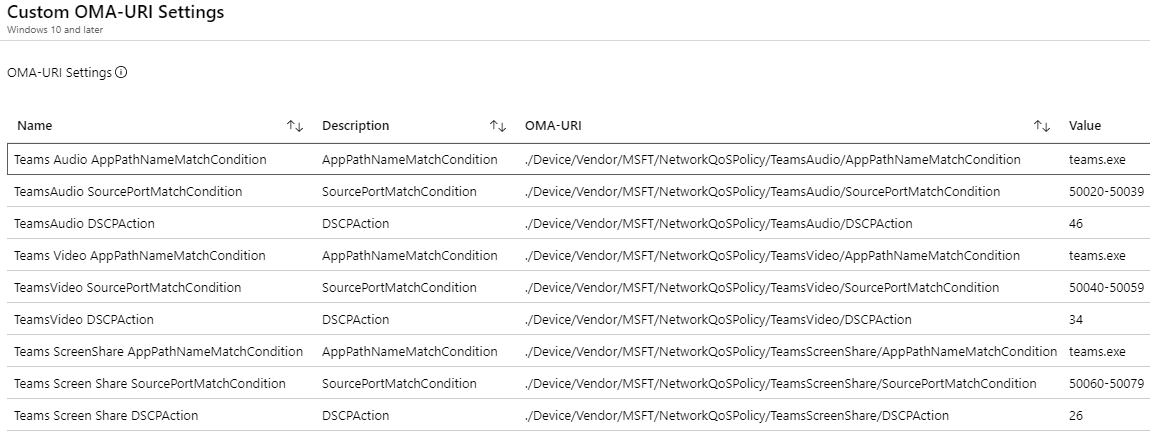 Custom OMA-URI Settings
Windows 10 and later
OMA-URI Settings
Name Description OMA-URI Value
Teams Audio AppPathNameMatchCondition AppPathNameMatchCondition ./Device/Vendor/MSFT/NetworkQoSPolicy/TeamsAudio/AppPathNameMatchCondition teams.exe
TeamsAudio SourcePortMatchCondition SourcePortMatchCondition ./Device/Vendor/MSFT/NetworkQoSPolicy/TeamsAudio/SourcePortMatchCondition 50020-50039
TeamsAudio DSCPAction DSCPAction ./Device/Vendor/MSFT/NetworkQoSPolicy/TeamsAudio/DSCPAction 46
Teams Video AppPathNameMatchCondition AppPathNameMatchCondition ./Device/Vendor/MSFT/NetworkQoSPolicy/TeamsVideo/AppPathNameMatchCondition teams.exe
TeamsVideo SourcePortMatchCondition SourcePortMatchCondition ./Device/Vendor/MSFT/NetworkQoSPolicy/TeamsVideo/SourcePortMatchCondition 50040-50059
TeamsVideo DSCPAction DSCPAction ./Device/Vendor/MSFT/NetworkQoSPolicy/TeamsVideo/DSCPAction 34
Teams ScreenShare AppPathNameMatchCondition AppPathNameMatchCondition ./Device/Vendor/MSFT/NetworkQoSPolicy/TeamsScreenShare/AppPathNameMatchCondition teams.exe
Teams Screen Share SourcePortMatchCondition SourcePortMatchCondition ./Device/Vendor/MSFT/NetworkQoSPolicy/TeamsScreenShare/SourcePortMatchCondition 50060-50079
Teams Screen Share DSCPAction DSCPAction ./Device/Vendor/MSFT/NetworkQoSPolicy/TeamsScreenShare/DSCPAction 26